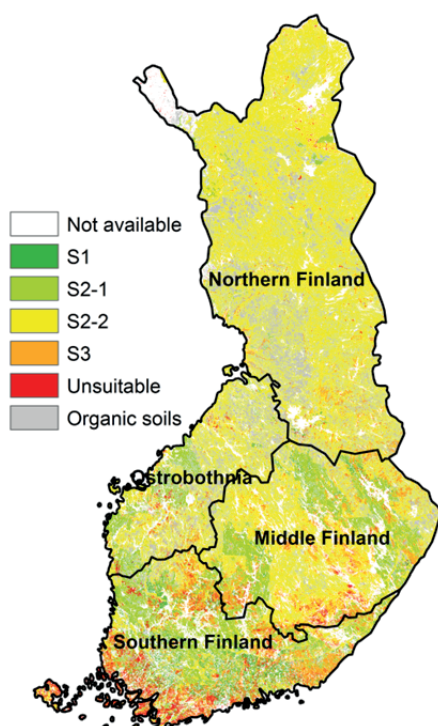 Not available
S1
S2-1
S2-2
S3
Unsuitable
Organic soils
Northern Finland
Ostrobothnia
Middle Finland
Southern Finland